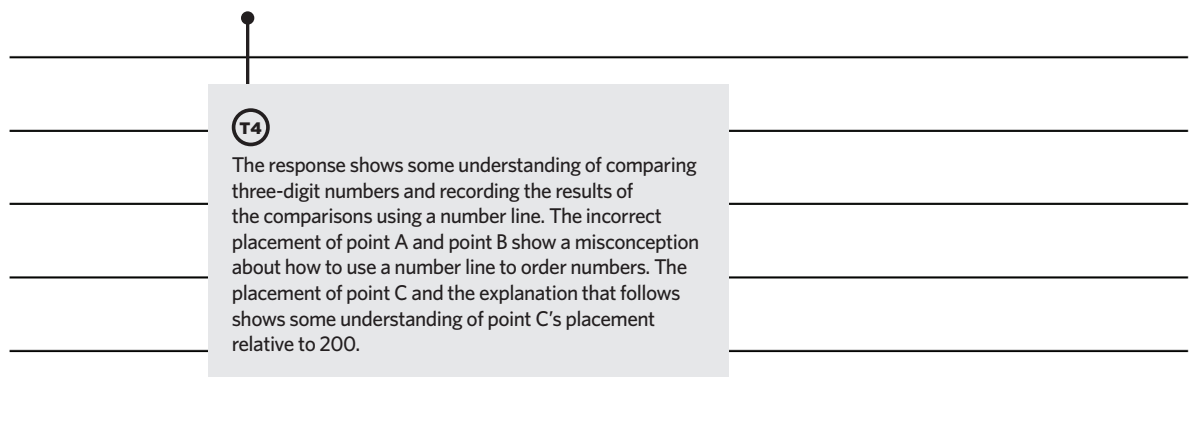 T4
The response shows some understanding of comparing
three-digit numbers and recording the results of
the comparisons using a number line. The incorrect
placement of point A and point B show a misconception
about how to use a number line to order numbers. The
placement of point C and the explanation that follows
shows some understanding of point C’s placement
relative to 200.